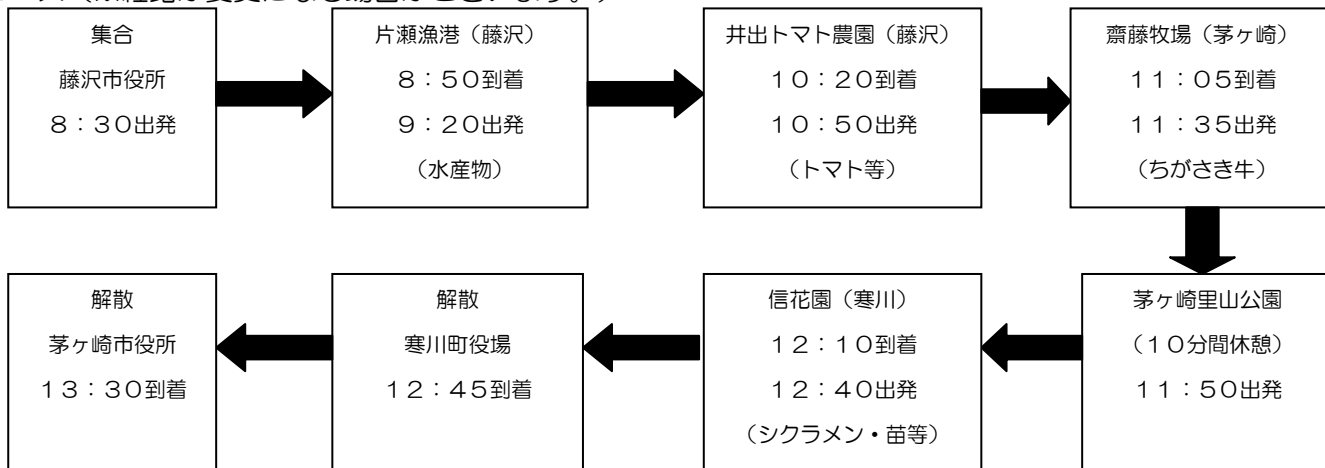 集合
藤沢市役所
8：30出発
片瀬漁港（藤沢）
8：50到着
9：20出発
（水産物）
井出トマト農園（藤沢）
10：20到着
10：50出発
（トマト等）
齋藤牧場（茅ヶ崎）
11：05到着
11：35出発
（ちがさき牛）
茅ヶ崎里山公園
（10分間休憩）
11：50出発
信花園（寒川）
12：10到着
12：40出発
（シクラメン・苗等）
解散
寒川町役場
12：45到着
解散
茅ヶ崎市役所
13：30到着